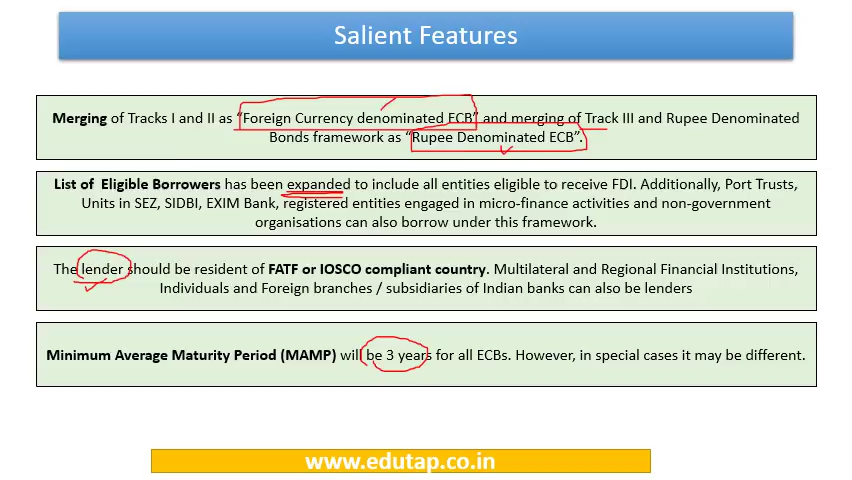 Salient Features
Merging of Tracks I and II as “Foreign Currency denominated ECB” and merging of Track III and Rupee Denominated
Bonds framework as “Rupee Denominated ECB”.
List of Eligible Borrowers has been expanded to include all entities eligible to receive FDI. Additionally, Port Trusts,
Units in SEZ, SIDBI, EXIM Bank, registered entities engaged in micro-finance activities and non-government
organisations can also borrow under this framework.
The lender should be resident of FATF or IOSCO compliant country. Multilateral and Regional Financial Institutions,
Individuals and Foreign branches / subsidiaries of Indian banks can also be lenders
Minimum Average Maturity Period (MAMP) will be 3 years for all ECBs. However, in special cases it may be different.
www.edutap.co.in